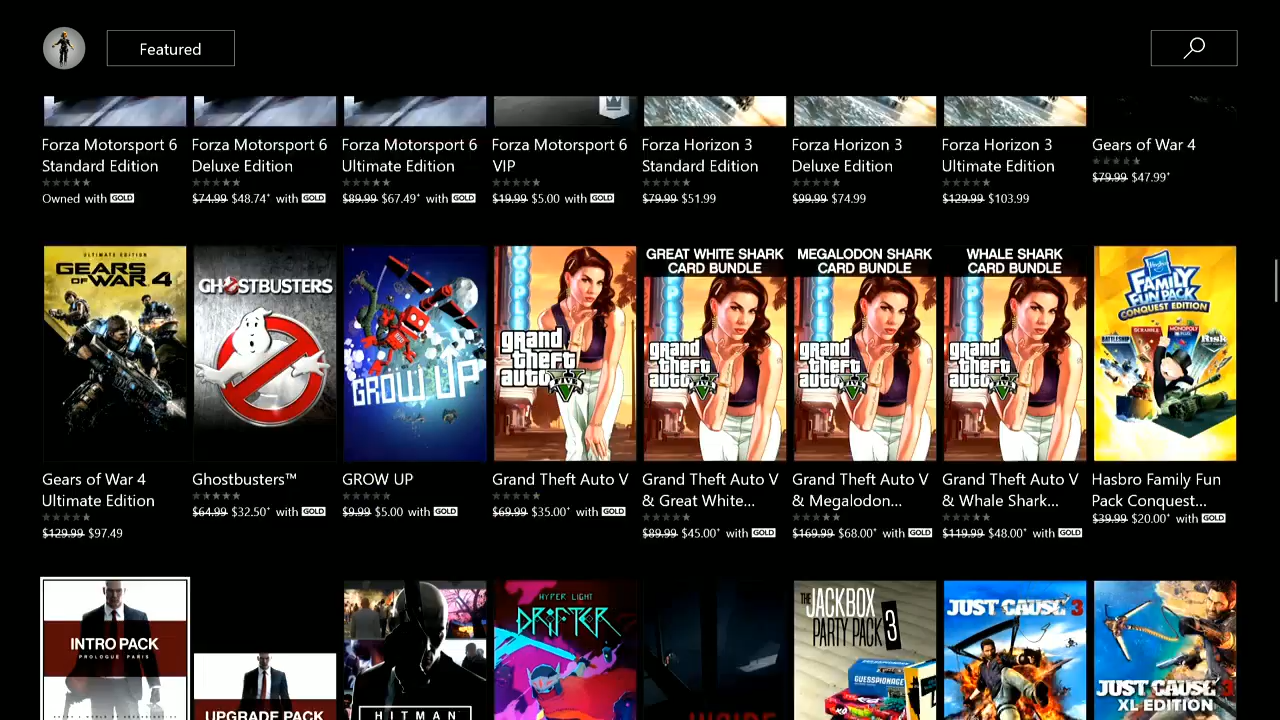 Featured
Forza Motorsport 6
Standard Edition
Owned with GOLD
Forza Motorsport 6
Deluxe Edition
$74.99 $48.74* with GOLD
Forza Motorsport 6
Ultimate Edition
$89.99 $67.49* with GOLD
Forza Motorsport 6
VIP
$19.99 $5.00 with GOLD
Forza Horizon 3
Standard Edition
$79.99 $51.99
Forza Horizon 3
Deluxe Edition
$99.99 $74.99
Forza Horizon 3
Ultimate Edition
$129.99 $103.99
Gears of War 4
$79.99 $47.99*
ULTIMATE EDITION
GEARS
OF WAR 4
Gears of War 4
Ultimate Edition
$129.99 $97.49
GHOSTBUSTERS
Ghostbusters™
$64.99 $32.50* with GOLD
GROW UP
GROW UP
$9.99 $5.00 with GOLD
grand
theft
auto V
Grand Theft Auto V
$69.99 $35.00* with GOLD
GREAT WHITE SHARK
CARD BUNDLE
grand
theft
auto V
Grand Theft Auto V
& Great White...
$89.99 $45.00* with GOLD
MEGALODON SHARK
CARD BUNDLE
grand
theft
auto V
Grand Theft Auto V
& Megalodon...
$169.99 $68.00* with GOLD
WHALE SHARK
CARD BUNDLE
grand
theft
auto V
Grand Theft Auto V
& Whale Shark...
$119.99 $48.00* with GOLD
Hasbro
FAMILY
FUN PACK
CONQUEST EDITION
BATTLESHIP
SCRABBLE
MONOPOLY
PLUS
RISK
Hasbro Family Fun
Pack Conquest...
$39.99 $20.00* with GOLD
INTRO PACK
PROLOGUE PARIS
UPGRADE PACK
HITMAN
HYPER LIGHT
DRIFTER
INSIDE
THE
JACKBOX
PARTY PACK 3
GUESSPIONAGE
JUST CAUSE 3
JUST CAUSE 3
XL EDITION